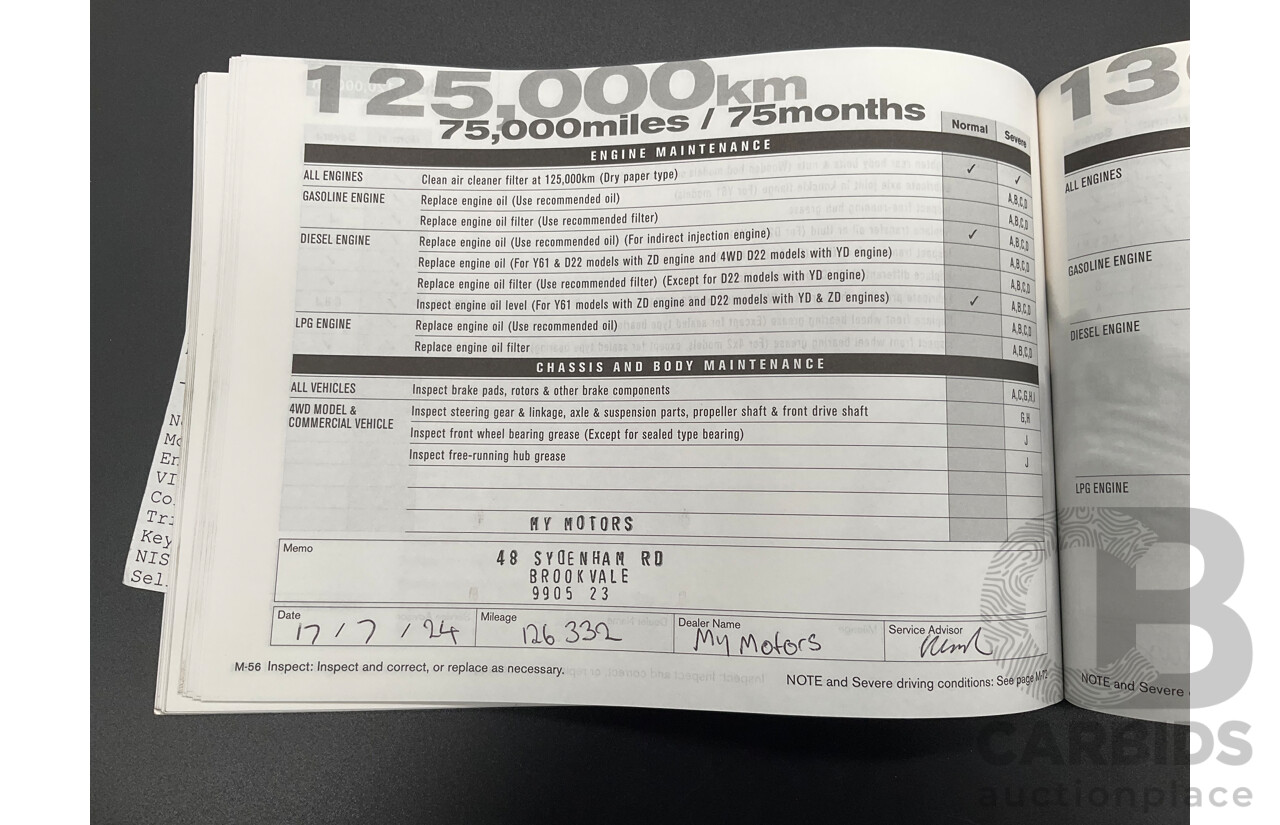 125,000km
75,000miles / 75months
Normal Severe
ENGINE MAINTENANCE
ALL ENGINES Clean air cleaner filter at 125,000km (Dry paper type) ✓ ✓
GASOLINE ENGINE Replace engine oil (Use recommended oil) A,B,C,D
Replace engine oil filter (Use recommended filter) A,B,C,D
DIESEL ENGINE Replace engine oil (Use recommended oil) (For indirect injection engine) ✓ A,B,C,D
Replace engine oil (For Y61 & D22 models with ZD engine and 4WD D22 models with YD engine) A,B,C,D
Replace engine oil filter (Use recommended filter) (Except for D22 models with YD engine) A,B,C,D
Inspect engine oil level (For Y61 models with ZD engine and D22 models with YD & ZD engines) ✓ A,B,C,D
LPG ENGINE Replace engine oil (Use recommended oil) A,B,C,D
Replace engine oil filter A,B,C,D
CHASSIS AND BODY MAINTENANCE
ALL VEHICLES Inspect brake pads, rotors & other brake components A,C,G,H,I
4WD MODEL & COMMERCIAL VEHICLE Inspect steering gear & linkage, axle & suspension parts, propeller shaft & front drive shaft G,H
Inspect front wheel bearing grease (Except for sealed type bearing) J
Inspect free-running hub grease J
MY MOTORS
Memo
48 SYDENHAM RD
BROOKVALE
9905 23
Date 17/7/24 Mileage 126 332 Dealer Name My Motors Service Advisor
M-56 Inspect: Inspect and correct, or replace as necessary.
NOTE and Severe driving conditions: See page M-72
13
ALL ENGINES
GASOLINE ENGINE
DIESEL ENGINE
LPG ENGINE
NOTE and Severe
Key
NIS
Sel
CARBIDS
auctionplace